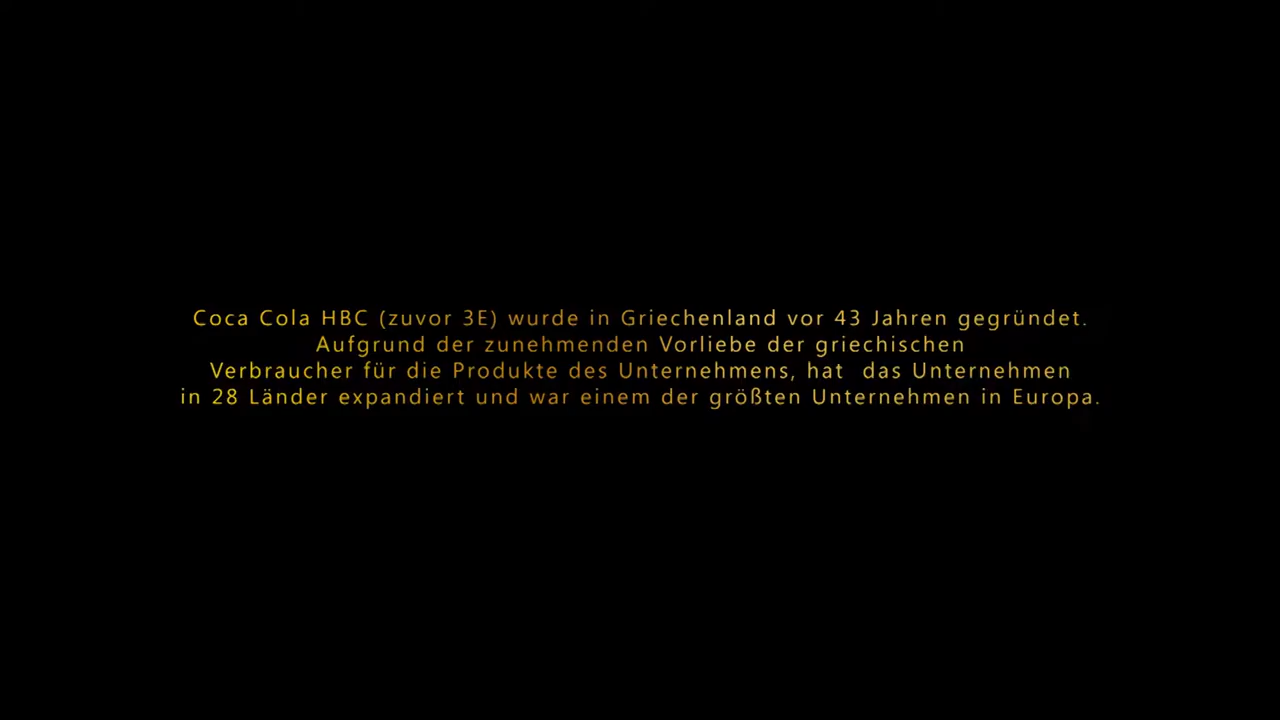 Coca Cola HBC (zuvor 3E) wurde in Griechenland vor 43 Jahren gegründet.
Aufgrund der zunehmenden Vorliebe der griechischen
Verbraucher für die Produkte des Unternehmens, hat  das Unternehmen
in 28 Länder expandiert und war einem der größten Unternehmen in Europa.